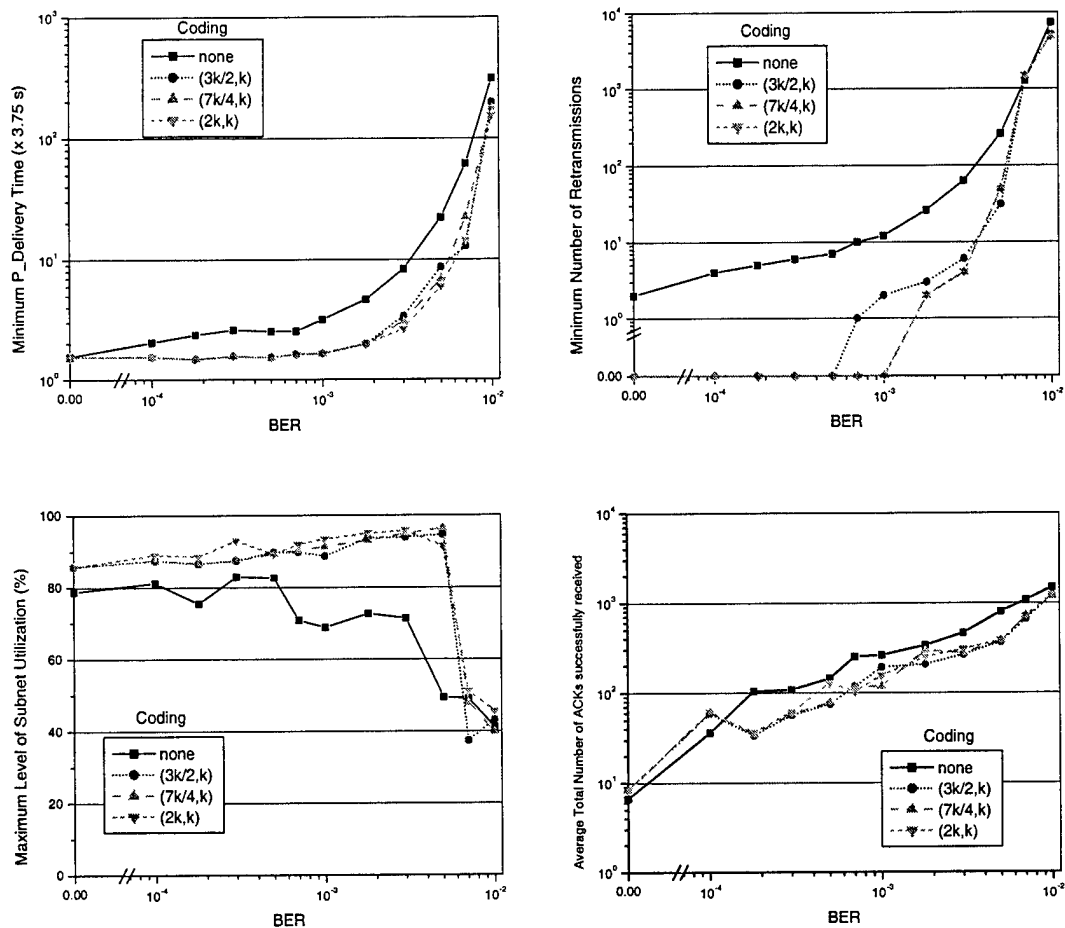 Minimum P_Delivery Time (x 3.75 s)
10³
10²
10¹
10⁰
Coding
none
(3k/2,k)
(7k/4,k)
(2k,k)
0.00
10⁻⁴
10⁻³
10⁻²
BER
Minimum Number of Retransmissions
10⁴
10³
10²
10¹
10⁰
0.00
Coding
none
(3k/2,k)
(7k/4,k)
(2k,k)
0.00
10⁻⁴
10⁻³
10⁻²
BER
Maximum Level of Subnet Utilization (%)
100
80
60
40
20
0
Coding
none
(3k/2,k)
(7k/4,k)
(2k,k)
0.00
10⁻⁴
10⁻³
10⁻²
BER
Average Total Number of ACKs successfully received
10⁴
10³
10²
10¹
10⁰
Coding
none
(3k/2,k)
(7k/4,k)
(2k,k)
0.00
10⁻⁴
10⁻³
10⁻²
BER